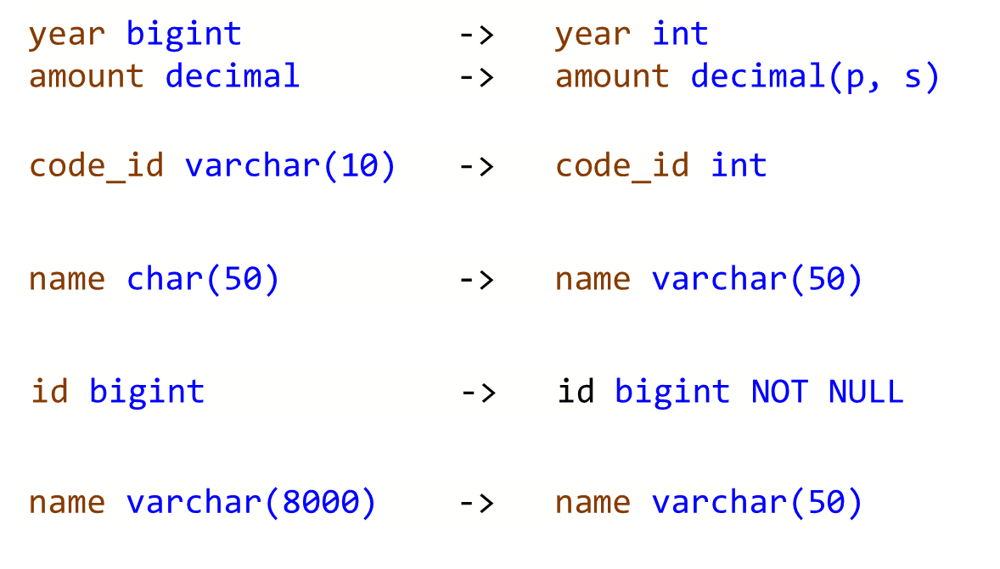 year bigint -> year int
amount decimal -> amount decimal(p, s)
code_id varchar(10) -> code_id int
name char(50) -> name varchar(50)
id bigint -> id bigint NOT NULL
name varchar(8000) -> name varchar(50)